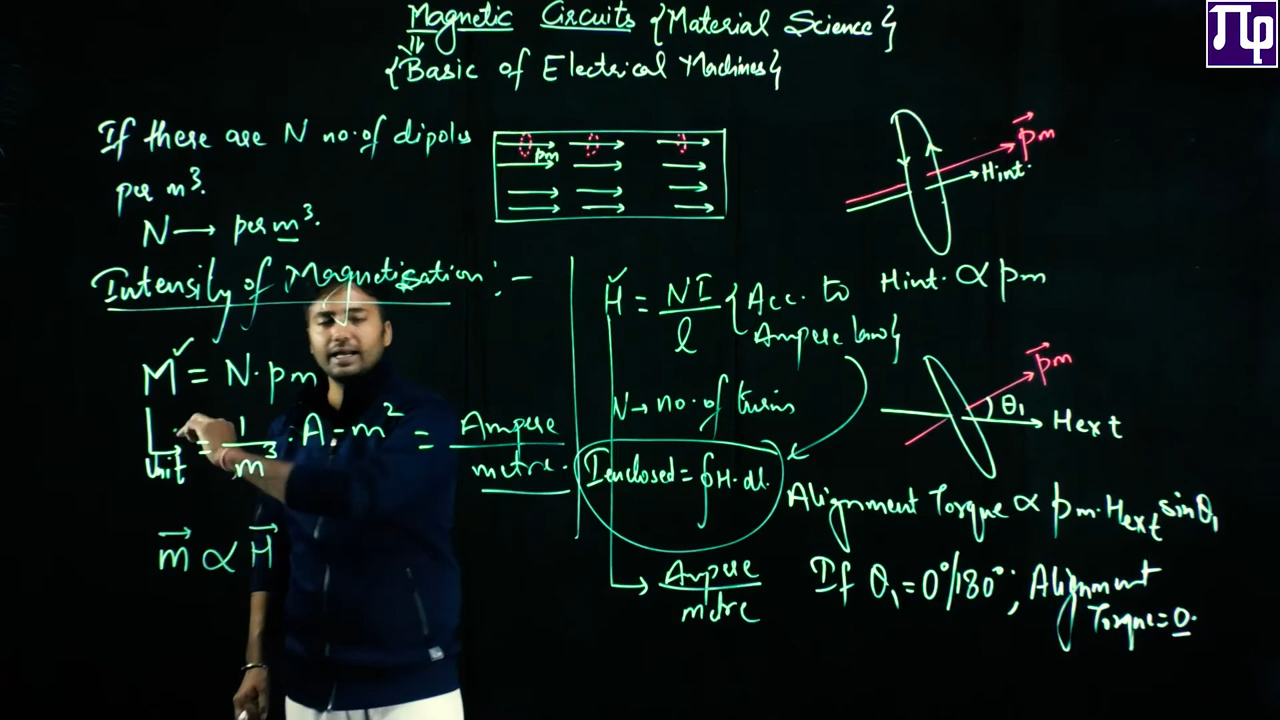 Magnetic Circuits {Material Science}
{Basic of Electrical Machines}
πφ
If there are N no. of dipoles
per m³.
N → per m³.
pm
Intensity of Magnetisation :-
M = N·pm
unit = 1/m³ · A-m² = Ampere/metre.
m ∝ H
H = NI/l {Acc. to
Ampere law}
N → no. of turns
Ienclosed = ∮H·dl.
→ Ampere/metre
pm
Hint.
Hint. ∝ pm
pm
θ₁
Hext
Alignment Torque ∝ pm·Hext sinθ₁
If θ₁ = 0°/180°; Alignment
Torque = 0.